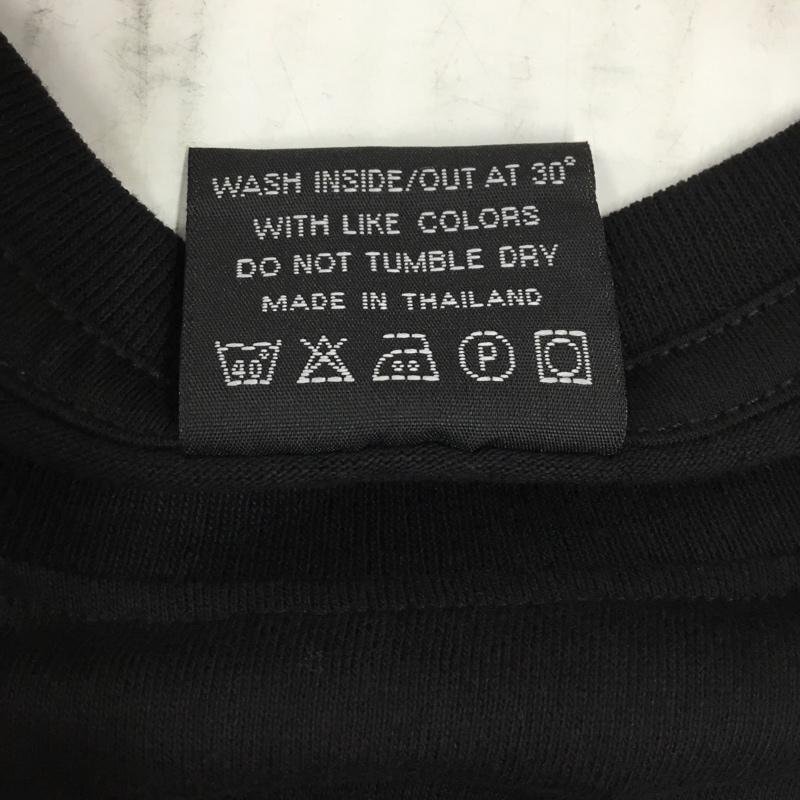 WASH INSIDE/OUT AT 30°
WITH LIKE COLORS
DO NOT TUMBLE DRY
MADE IN THAILAND
40° P